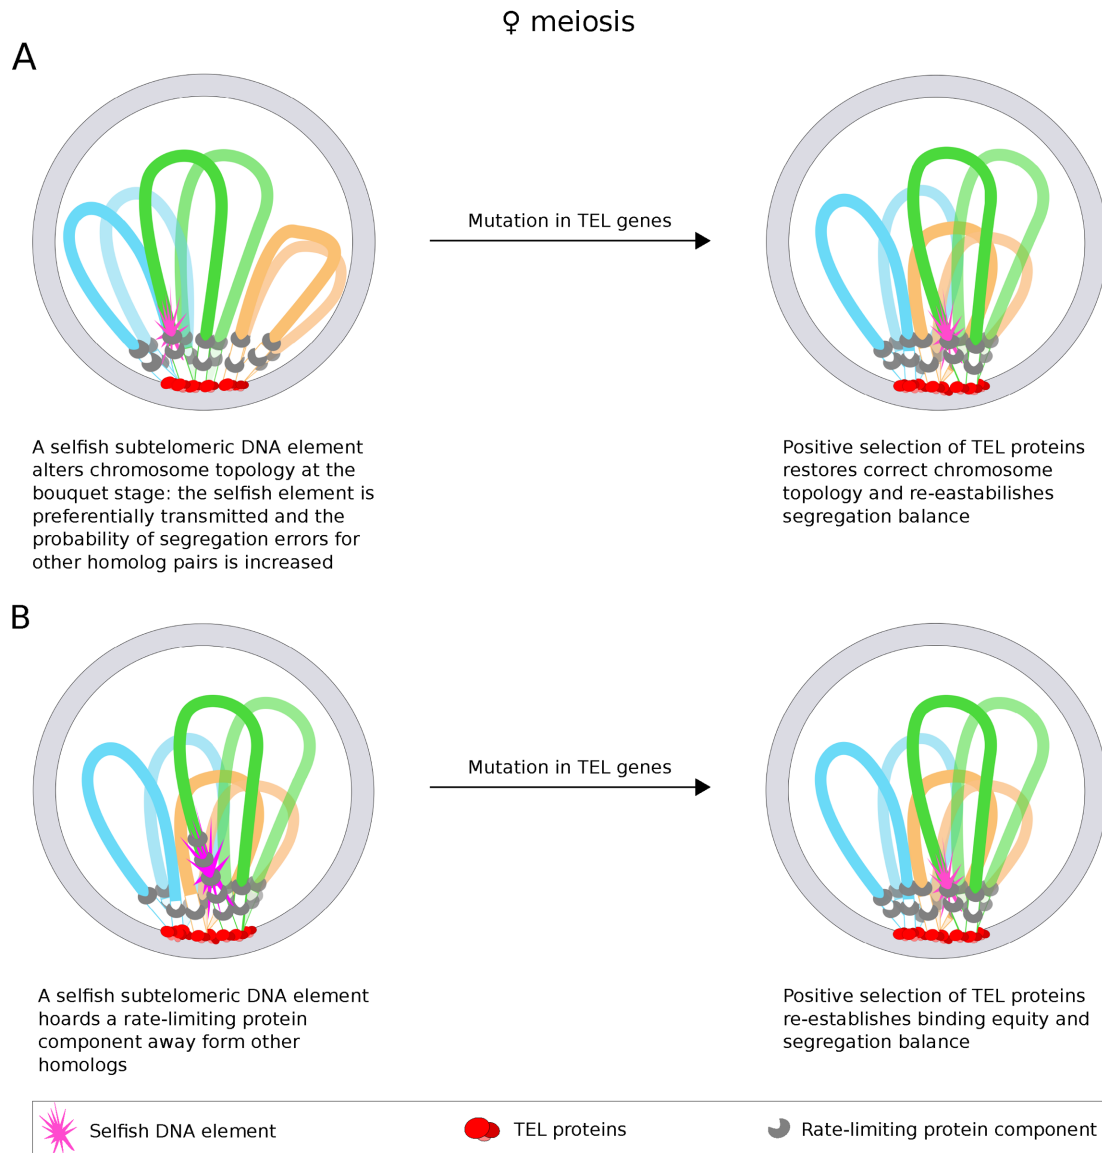 ♀ meiosis
A
Mutation in TEL genes
A selfish subtelomeric DNA element
alters chromosome topology at the
bouquet stage: the selfish element is
preferentially transmitted and the
probability of segregation errors for
other homolog pairs is increased
Positive selection of TEL proteins
restores correct chromosome
topology and re-eastabilishes
segregation balance
B
Mutation in TEL genes
A selfish subtelomeric DNA element
hoards a rate-limiting protein
component away form other
homologs
Positive selection of TEL proteins
re-establishes binding equity and
segregation balance
Selfish DNA element
TEL proteins
Rate-limiting protein component